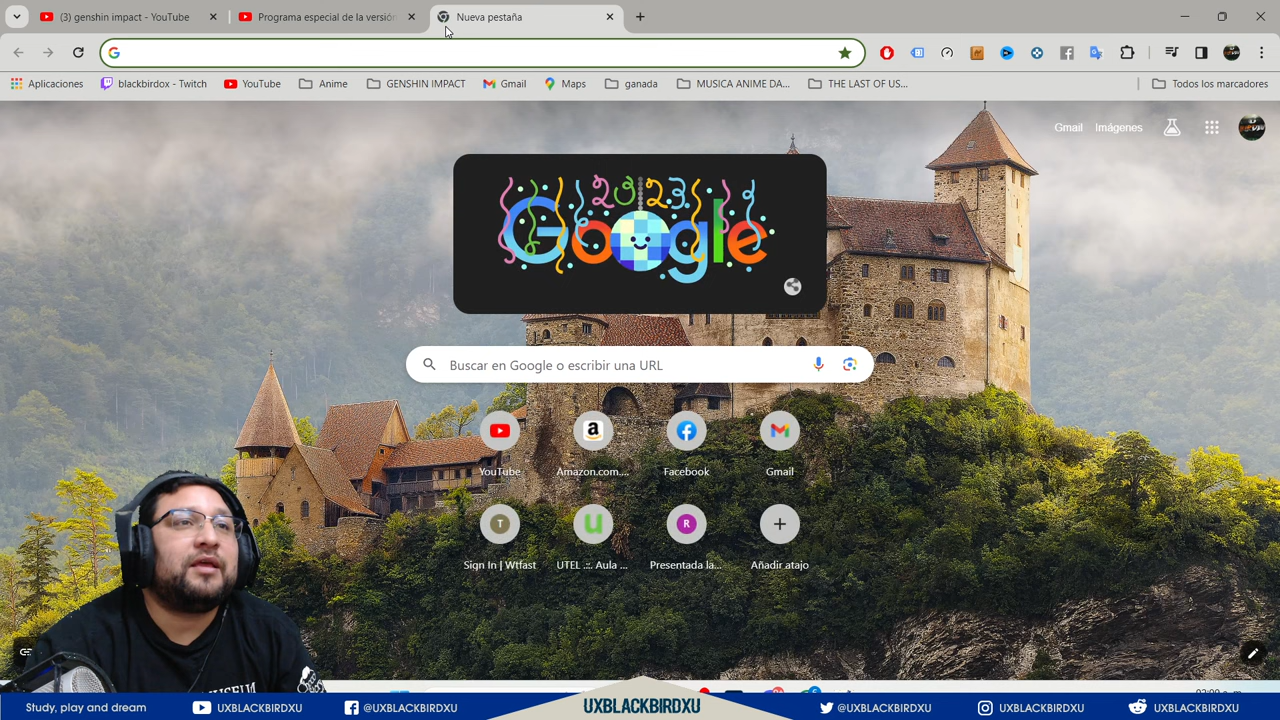 (3) genshin impact - YouTube
Programa especial de la versión
Nueva pestaña
Aplicaciones
blackbirdox - Twitch
YouTube
Anime
GENSHIN IMPACT
Gmail
Maps
ganada
MUSICA ANIME DA...
THE LAST OF US...
Todos los marcadores
Gmail
Imágenes
2023
Google
Buscar en Google o escribir una URL
YouTube
Amazon.com....
Facebook
Gmail
Sign In | Wtfast
UTEL .::. Aula ...
Presentada la...
Añadir atajo
Study, play and dream
UXBLACKBIRDXU
@UXBLACKBIRDXU
UXBLACKBIRDXU
@UXBLACKBIRDXU
UXBLACKBIRDXU
UXBLACKBIRDXU